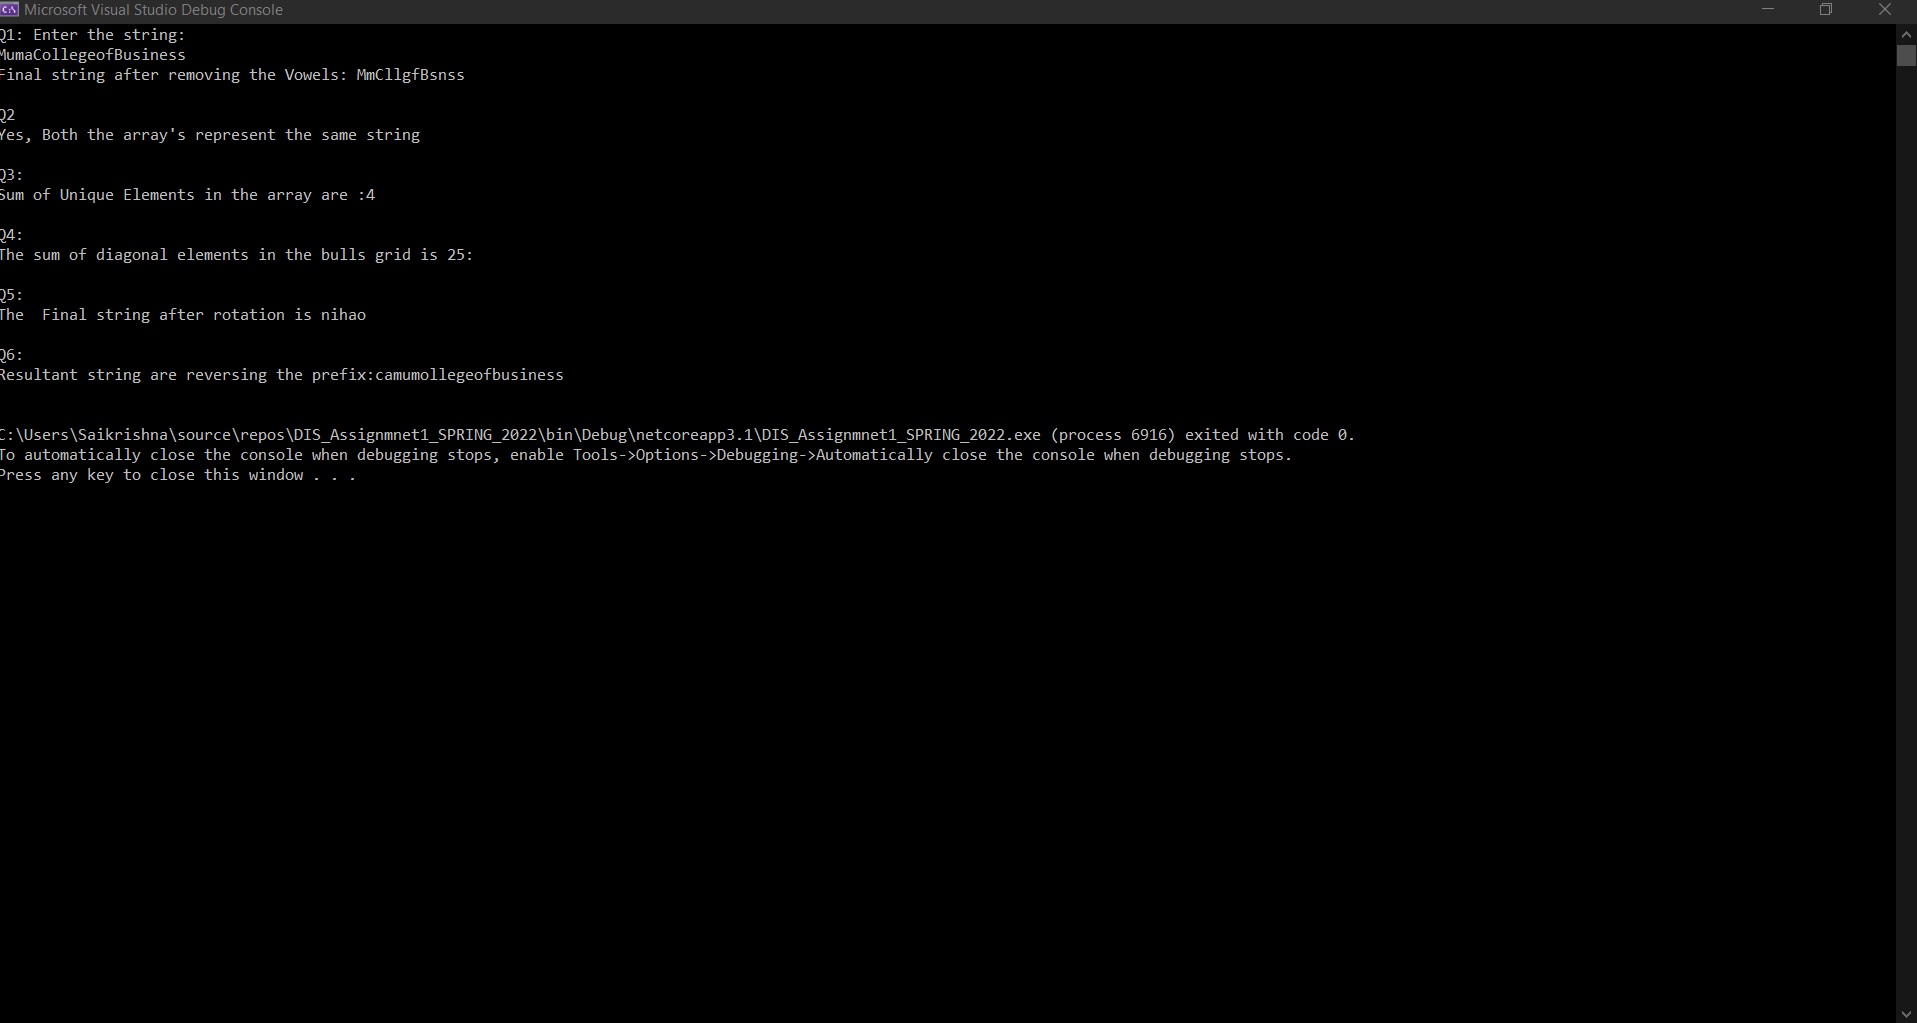 Microsoft Visual Studio Debug Console
Q1: Enter the string:
MumaCollegeofBusiness
Final string after removing the Vowels: MmCllgfBsnss
Q2
Yes, Both the array's represent the same string
Q3:
Sum of Unique Elements in the array are :4
Q4:
The sum of diagonal elements in the bulls grid is 25:
Q5:
The  Final string after rotation is nihao
Q6:
Resultant string are reversing the prefix:camumollegeofbusiness
C:\Users\Saikrishna\source\repos\DIS_Assignmnet1_SPRING_2022\bin\Debug\netcoreapp3.1\DIS_Assignmnet1_SPRING_2022.exe (process 6916) exited with code 0.
To automatically close the console when debugging stops, enable Tools->Options->Debugging->Automatically close the console when debugging stops.
Press any key to close this window . . .